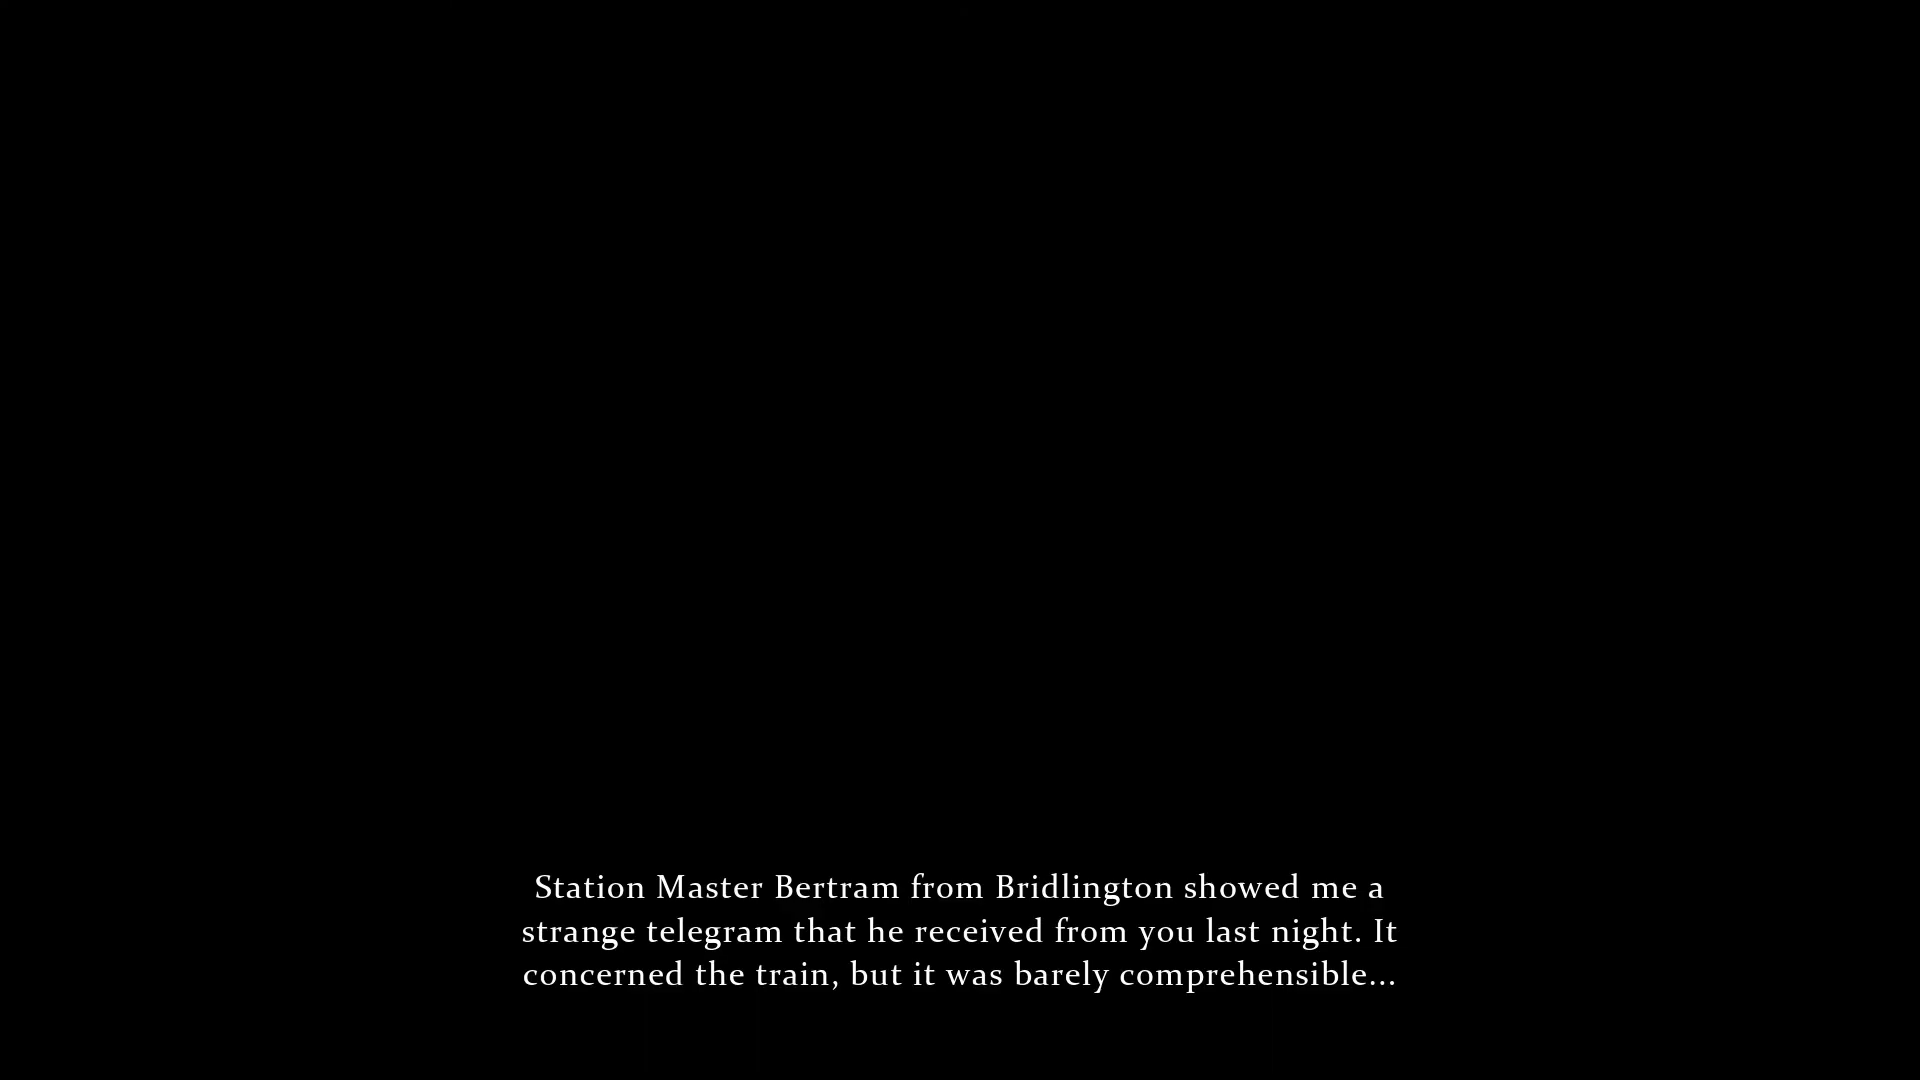 Station Master Bertram from Bridlington showed me a
strange telegram that he received from you last night. It
concerned the train, but it was barely comprehensible...